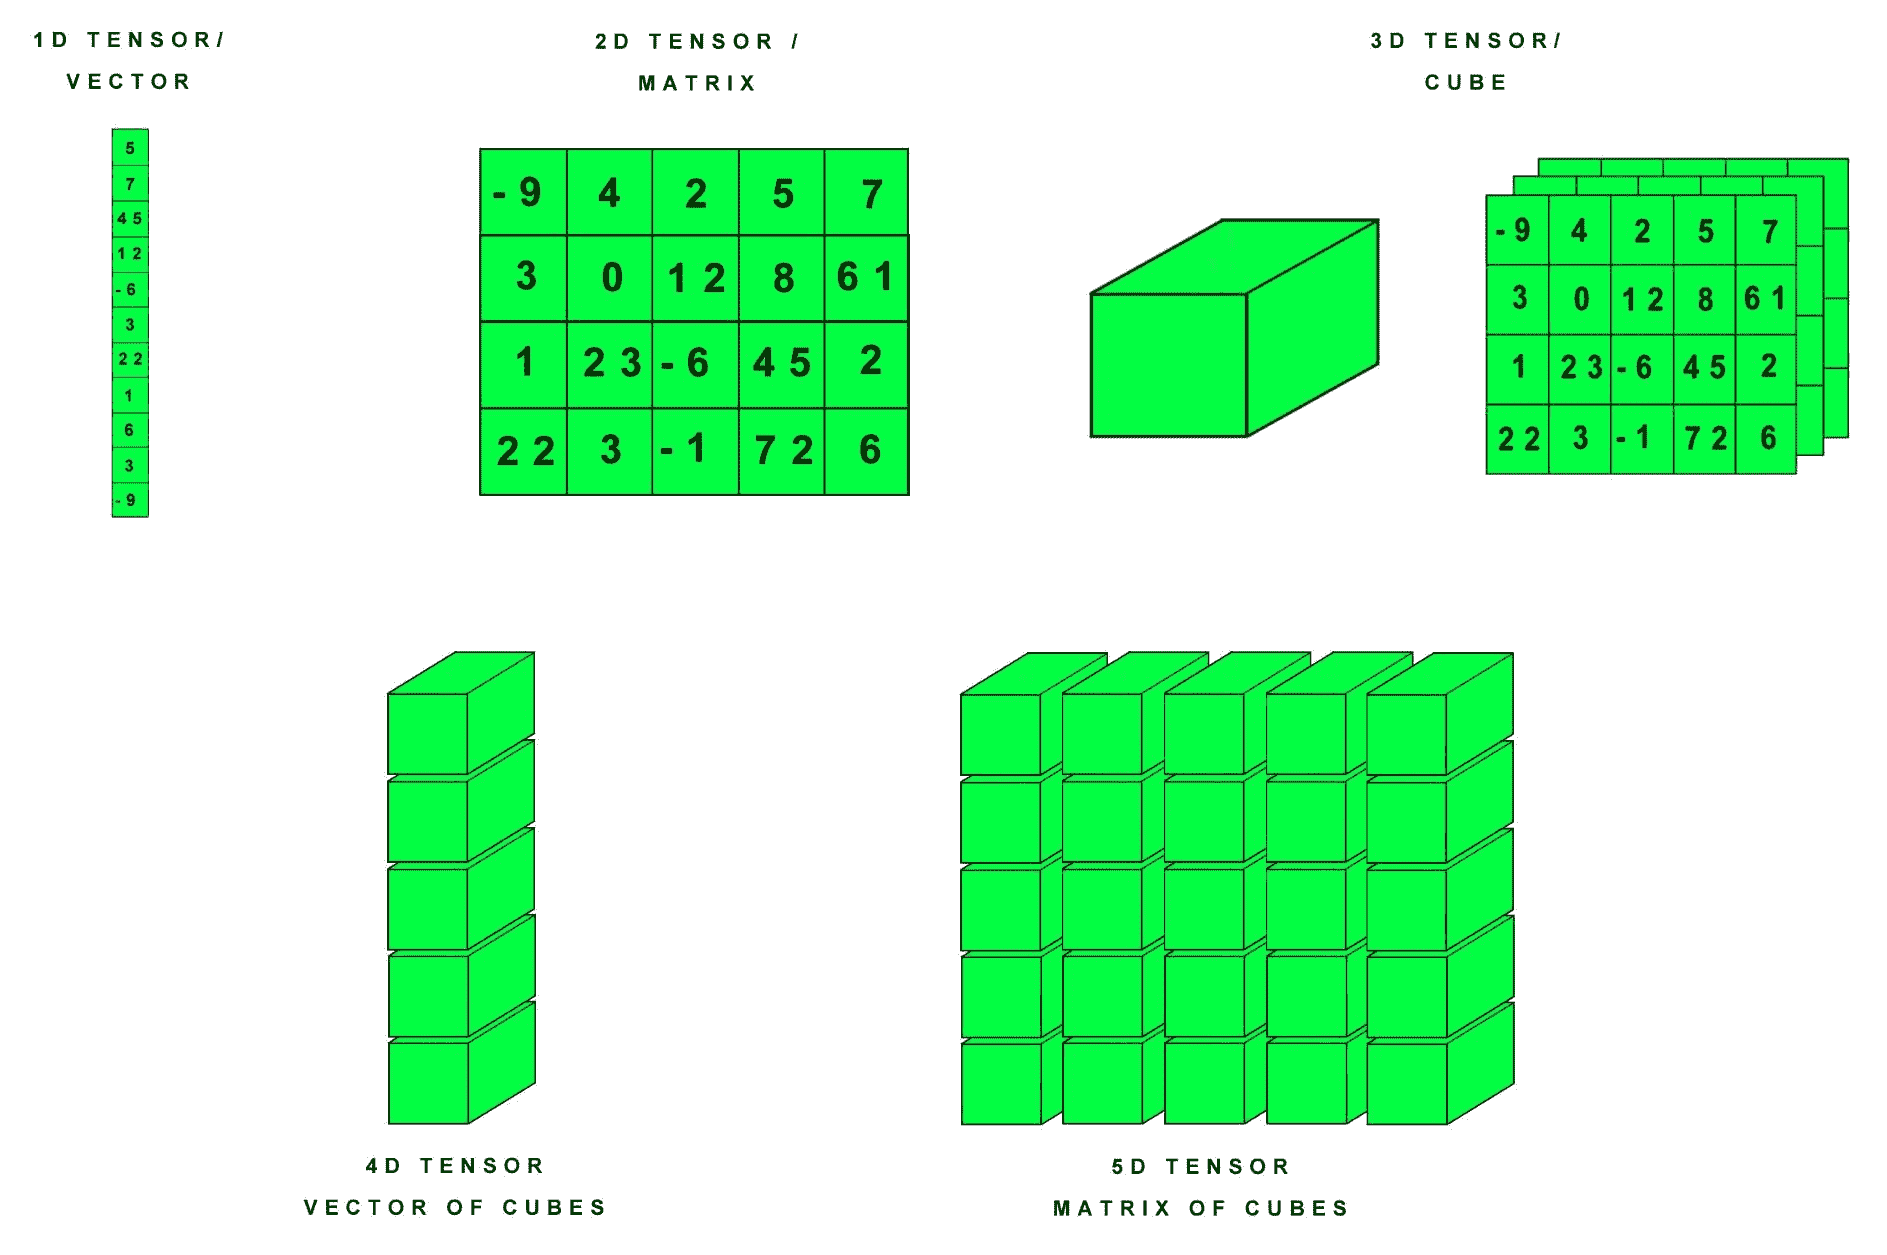 1D TENSOR/
VECTOR
2D TENSOR /
MATRIX
3D TENSOR/
CUBE
5
7
45
12
-6
3
22
1
6
3
-9
-9 4 2 5 7
3 0 12 8 61
1 23 -6 45 2
22 3 -1 72 6
-9 4 2 5 7
3 0 12 8 61
1 23 -6 45 2
22 3 -1 72 6
4D TENSOR
VECTOR OF CUBES
5D TENSOR
MATRIX OF CUBES